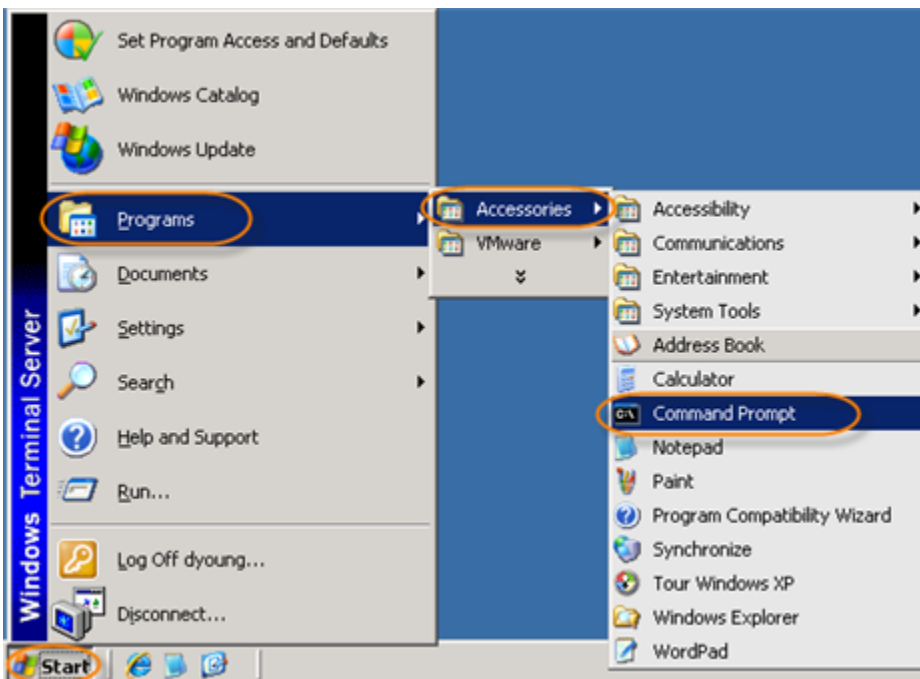 Set Program Access and Defaults
Windows Catalog
Windows Update
Programs
Documents
Settings
Search
Help and Support
Run...
Log Off dyoung...
Disconnect...
Windows Terminal Server
Start
Accessories
VMware
Accessibility
Communications
Entertainment
System Tools
Address Book
Calculator
C:\
Command Prompt
Notepad
Paint
Program Compatibility Wizard
Synchronize
Tour Windows XP
Windows Explorer
WordPad